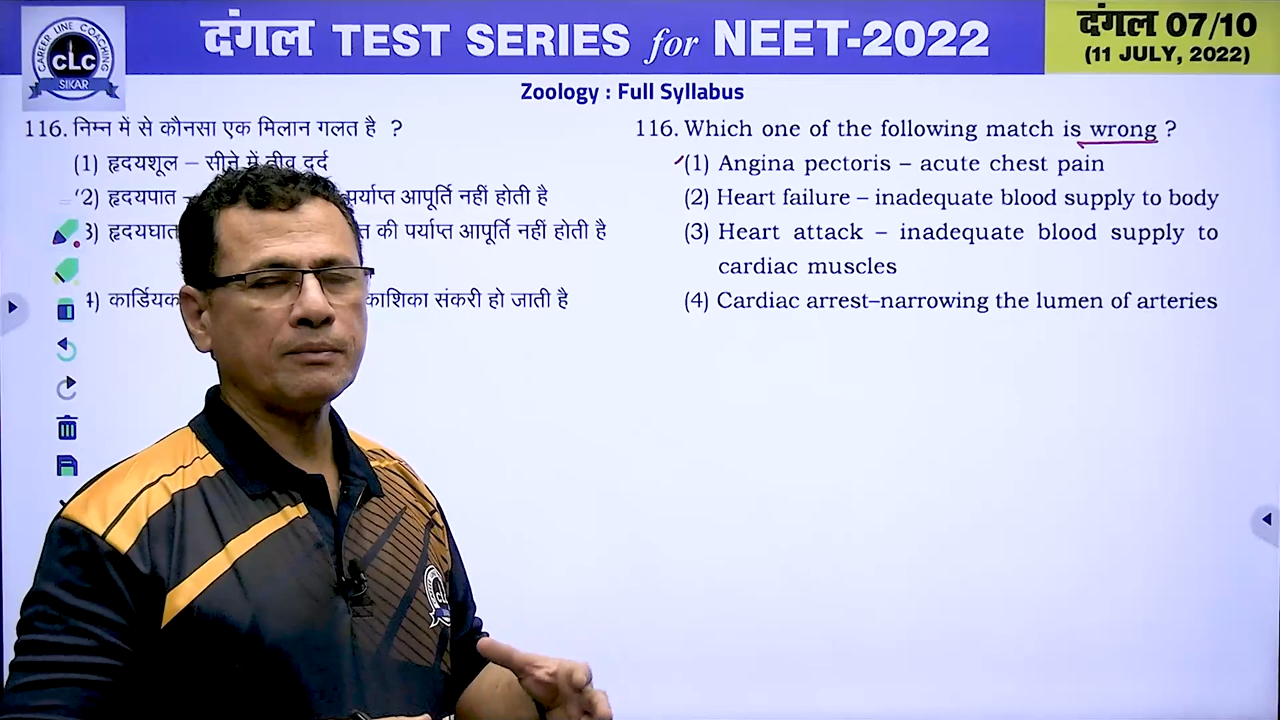 CAREER LINE COACHING
CLC
SIKAR
दंगल TEST SERIES for NEET-2022
दंगल 07/10
(11 JULY, 2022)
Zoology : Full Syllabus
116. निम्न में से कौनसा एक मिलान गलत है ?
(1) हृदयशूल – सीने में तीव्र दर्द
2) हृदयपात – पर्याप्त आपूर्ति नहीं होती है
3) हृदयघात की पर्याप्त आपूर्ति नहीं होती है
4) संकरी हो जाती है
116. Which one of the following match is wrong ?
(1) Angina pectoris – acute chest pain
(2) Heart failure – inadequate blood supply to body
(3) Heart attack – inadequate blood supply to
cardiac muscles
(4) Cardiac arrest–narrowing the lumen of arteries